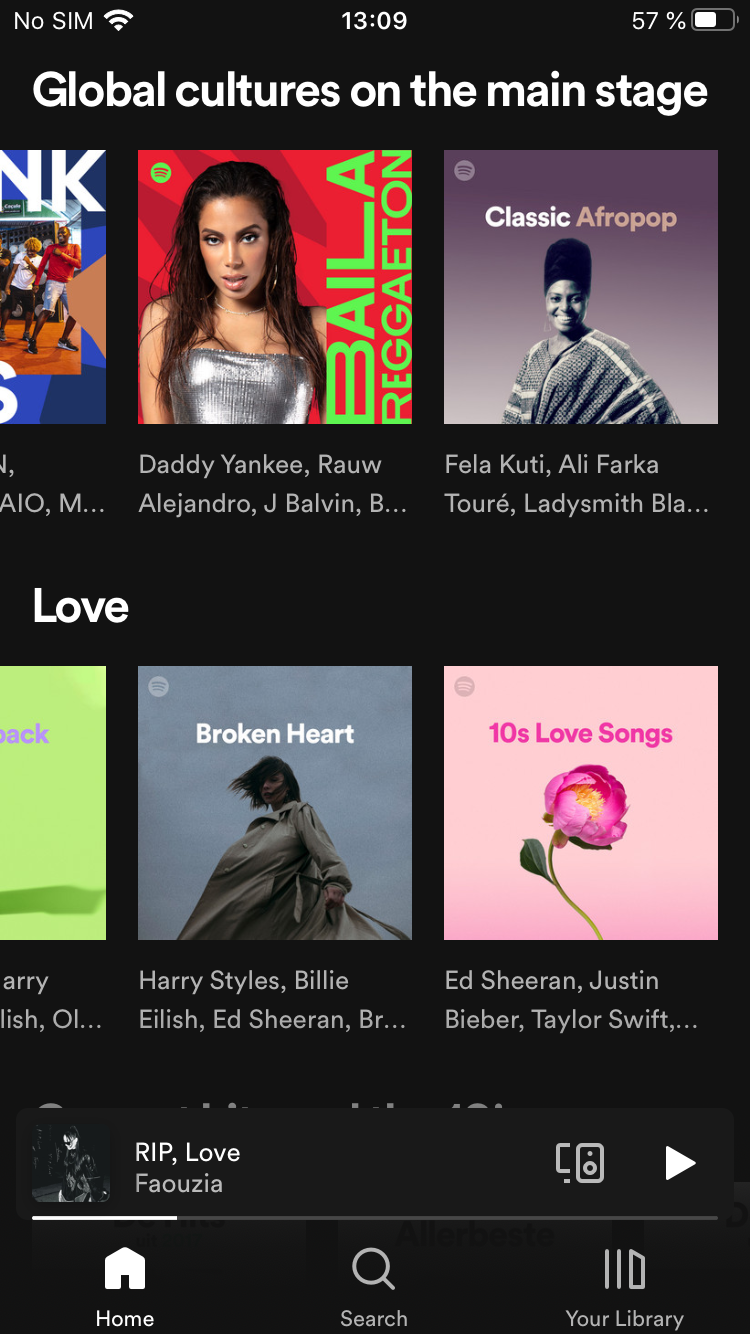 No SIM 13:09 57 %
Global cultures on the main stage
NK
S
BAILA
REGGAETON
Classic Afropop
N,
AIO, M...
Daddy Yankee, Rauw
Alejandro, J Balvin, B...
Fela Kuti, Ali Farka
Touré, Ladysmith Bla...
Love
back
Broken Heart
10s Love Songs
arry
lish, Ol...
Harry Styles, Billie
Eilish, Ed Sheeran, Br...
Ed Sheeran, Justin
Bieber, Taylor Swift,...
RIP, Love
Faouzia
Allerbeste
Home Search Your Library